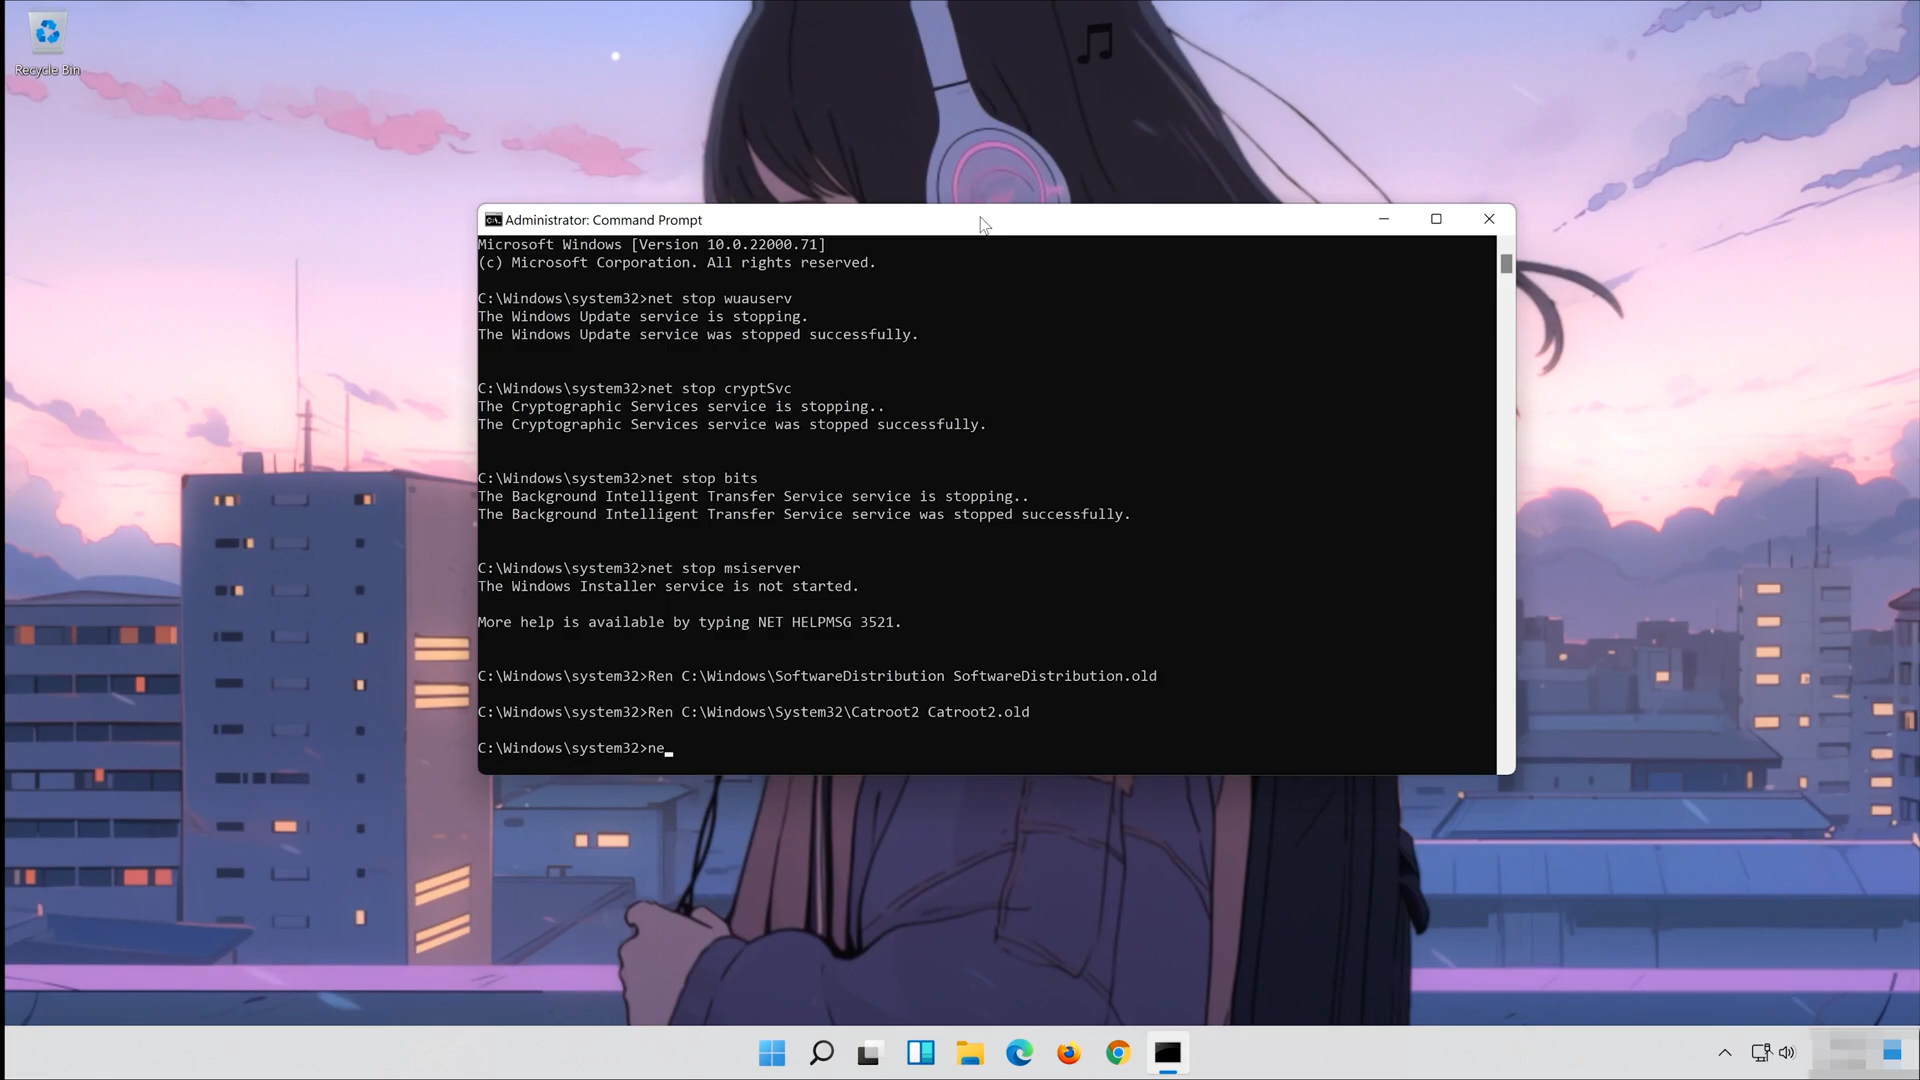 Recycle Bin
Administrator: Command Prompt
Microsoft Windows [Version 10.0.22000.71]
(c) Microsoft Corporation. All rights reserved.
C:\Windows\system32>net stop wuauserv
The Windows Update service is stopping.
The Windows Update service was stopped successfully.
C:\Windows\system32>net stop cryptSvc
The Cryptographic Services service is stopping..
The Cryptographic Services service was stopped successfully.
C:\Windows\system32>net stop bits
The Background Intelligent Transfer Service service is stopping..
The Background Intelligent Transfer Service service was stopped successfully.
C:\Windows\system32>net stop msiserver
The Windows Installer service is not started.
More help is available by typing NET HELPMSG 3521.
C:\Windows\system32>Ren C:\Windows\SoftwareDistribution SoftwareDistribution.old
C:\Windows\system32>Ren C:\Windows\System32\Catroot2 Catroot2.old
C:\Windows\system32>ne